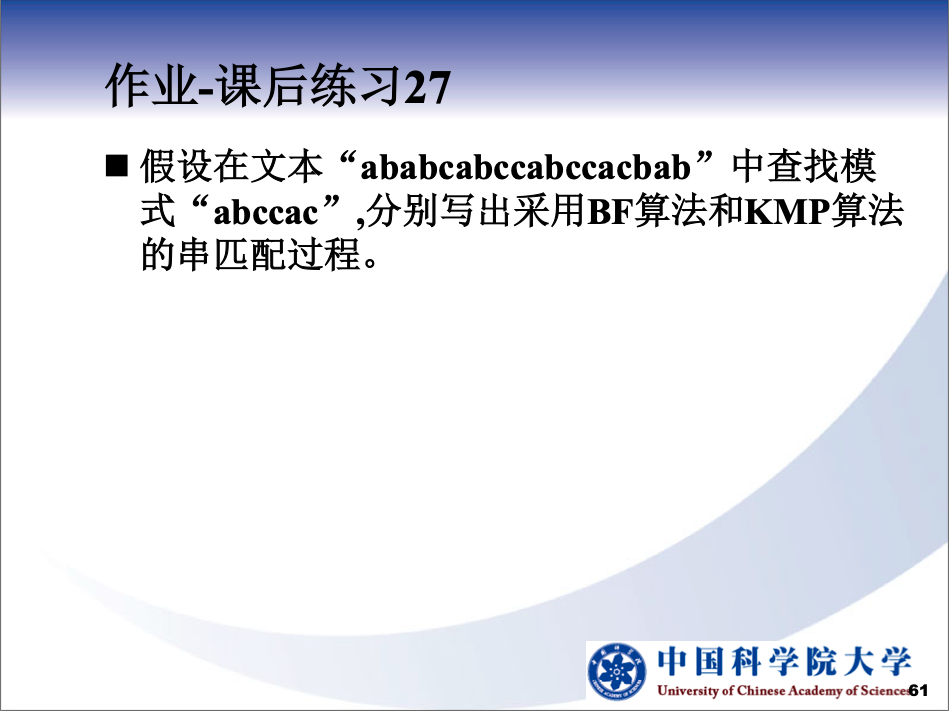 作业-课后练习27
■ 假设在文本“ababcabccabccacbab”中查找模
式“abccac”,分别写出采用BF算法和KMP算法
的串匹配过程。
中国科学院大学
University of Chinese Academy of Sciences
61